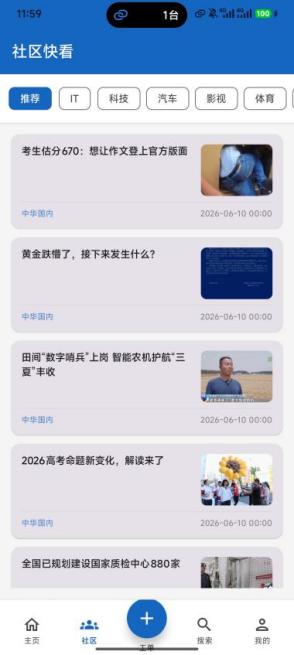 11:59
1台
100
社区快看
推荐
IT
科技
汽车
影视
体育
考生估分670：想让作文登上官方版面
中华国内
2026-06-10 00:00
黄金跌懵了，接下来发生什么？
中华国内
2026-06-10 00:00
田间“数字哨兵”上岗 智能农机护航“三
夏”丰收
中华国内
2026-06-10 00:00
2026高考命题新变化，解读来了
中华国内
2026-06-10 00:00
全国已规划建设国家质检中心880家
主页
社区
工单
搜索
我的